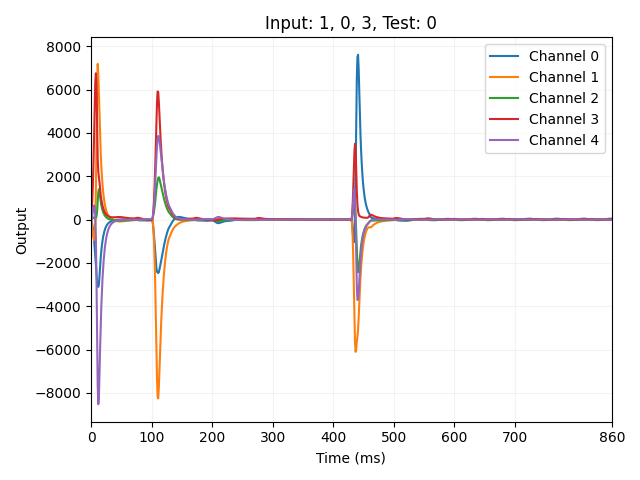 Input: 1, 0, 3, Test: 0
8000
6000
4000
2000
0
−2000
−4000
−6000
−8000
Output
Channel 0
Channel 1
Channel 2
Channel 3
Channel 4
0 100 200 300 400 500 600 700 860
Time (ms)